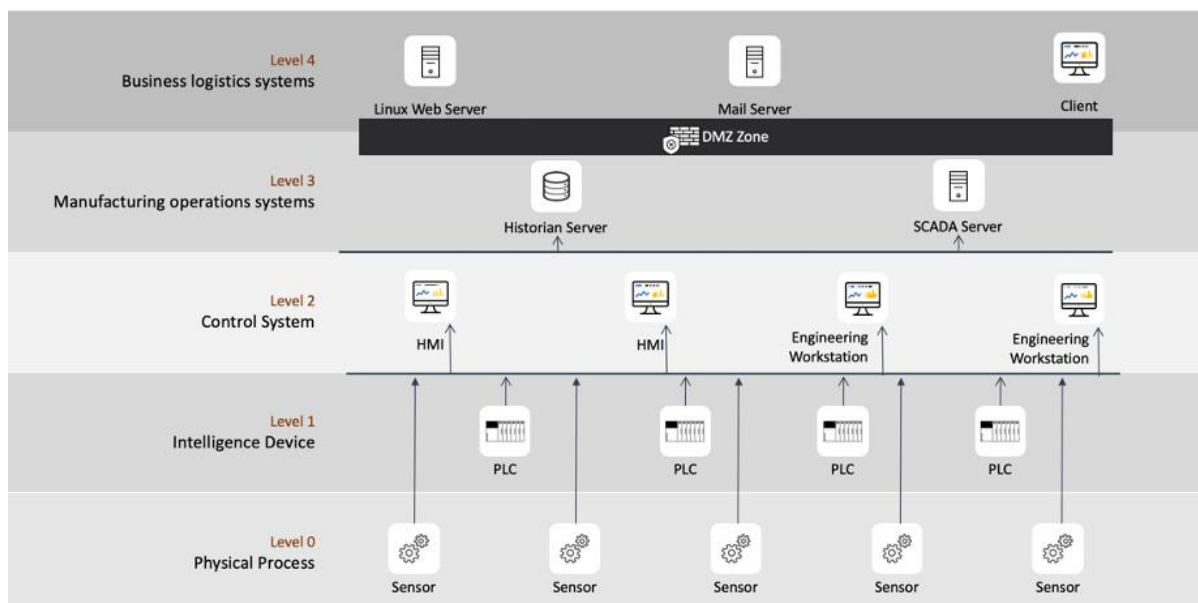 Level 4
Business logistics systems
Linux Web Server
Mail Server
Client
DMZ Zone
Level 3
Manufacturing operations systems
Historian Server
SCADA Server
Level 2
Control System
HMI
HMI
Engineering
Workstation
Engineering
Workstation
Level 1
Intelligence Device
PLC
PLC
PLC
PLC
Level 0
Physical Process
Sensor
Sensor
Sensor
Sensor
Sensor